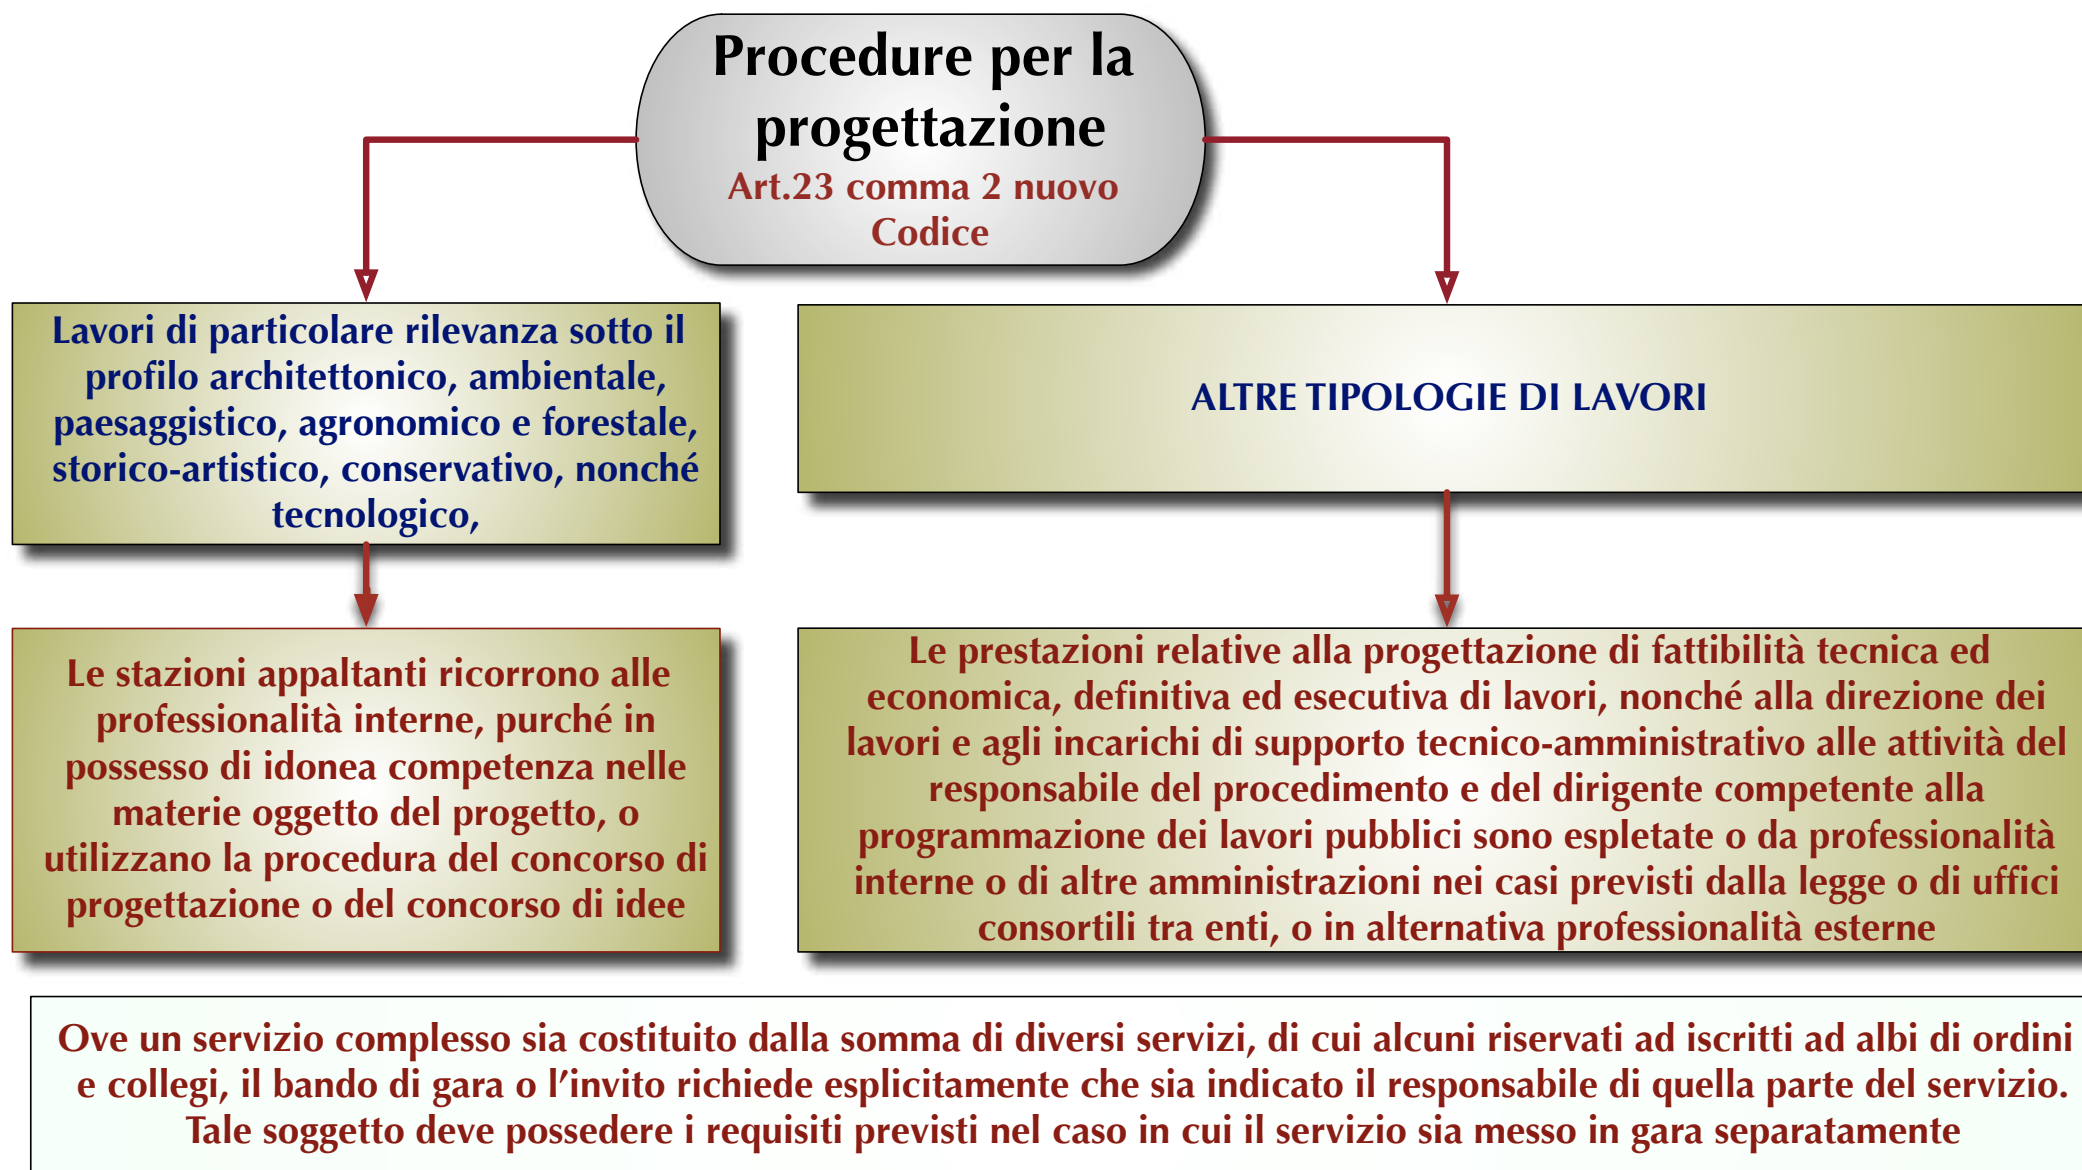 Procedure per la
progettazione
Art.23 comma 2 nuovo
Codice
Lavori di particolare rilevanza sotto il
profilo architettonico, ambientale,
paesaggistico, agronomico e forestale,
storico-artistico, conservativo, nonché
tecnologico,
ALTRE TIPOLOGIE DI LAVORI
Le stazioni appaltanti ricorrono alle
professionalità interne, purché in
possesso di idonea competenza nelle
materie oggetto del progetto, o
utilizzano la procedura del concorso di
progettazione o del concorso di idee
Le prestazioni relative alla progettazione di fattibilità tecnica ed
economica, definitiva ed esecutiva di lavori, nonché alla direzione dei
lavori e agli incarichi di supporto tecnico-amministrativo alle attività del
responsabile del procedimento e del dirigente competente alla
programmazione dei lavori pubblici sono espletate o da professionalità
interne o di altre amministrazioni nei casi previsti dalla legge o di uffici
consortili tra enti, o in alternativa professionalità esterne
Ove un servizio complesso sia costituito dalla somma di diversi servizi, di cui alcuni riservati ad iscritti ad albi di ordini
e collegi, il bando di gara o l’invito richiede esplicitamente che sia indicato il responsabile di quella parte del servizio.
Tale soggetto deve possedere i requisiti previsti nel caso in cui il servizio sia messo in gara separatamente